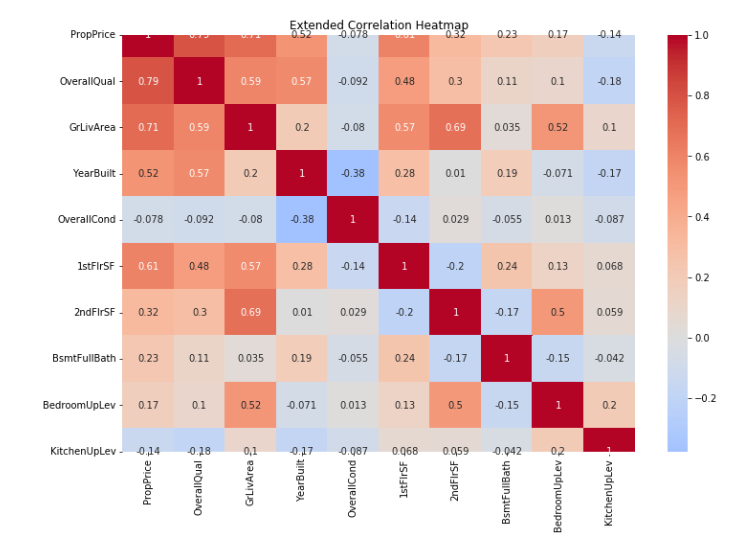 Extended Correlation Heatmap
PropPrice 1 0.79 0.71 0.52 -0.078 0.61 0.32 0.23 0.17 -0.14
OverallQual 0.79 1 0.59 0.57 -0.092 0.48 0.3 0.11 0.1 -0.18
GrLivArea 0.71 0.59 1 0.2 -0.08 0.57 0.69 0.035 0.52 0.1
YearBuilt 0.52 0.57 0.2 1 -0.38 0.28 0.01 0.19 -0.071 -0.17
OverallCond -0.078 -0.092 -0.08 -0.38 1 -0.14 0.029 -0.055 0.013 -0.087
1stFlrSF 0.61 0.48 0.57 0.28 -0.14 1 -0.2 0.24 0.13 0.068
2ndFlrSF 0.32 0.3 0.69 0.01 0.029 -0.2 1 -0.17 0.5 0.059
BsmtFullBath 0.23 0.11 0.035 0.19 -0.055 0.24 -0.17 1 -0.15 -0.042
BedroomUpLev 0.17 0.1 0.52 -0.071 0.013 0.13 0.5 -0.15 1 0.2
KitchenUpLev -0.14 -0.18 0.1 -0.17 -0.087 0.068 0.059 -0.042 0.2 1
PropPrice OverallQual GrLivArea YearBuilt OverallCond 1stFlrSF 2ndFlrSF BsmtFullBath BedroomUpLev KitchenUpLev
1.0
0.8
0.6
0.4
0.2
0.0
−0.2